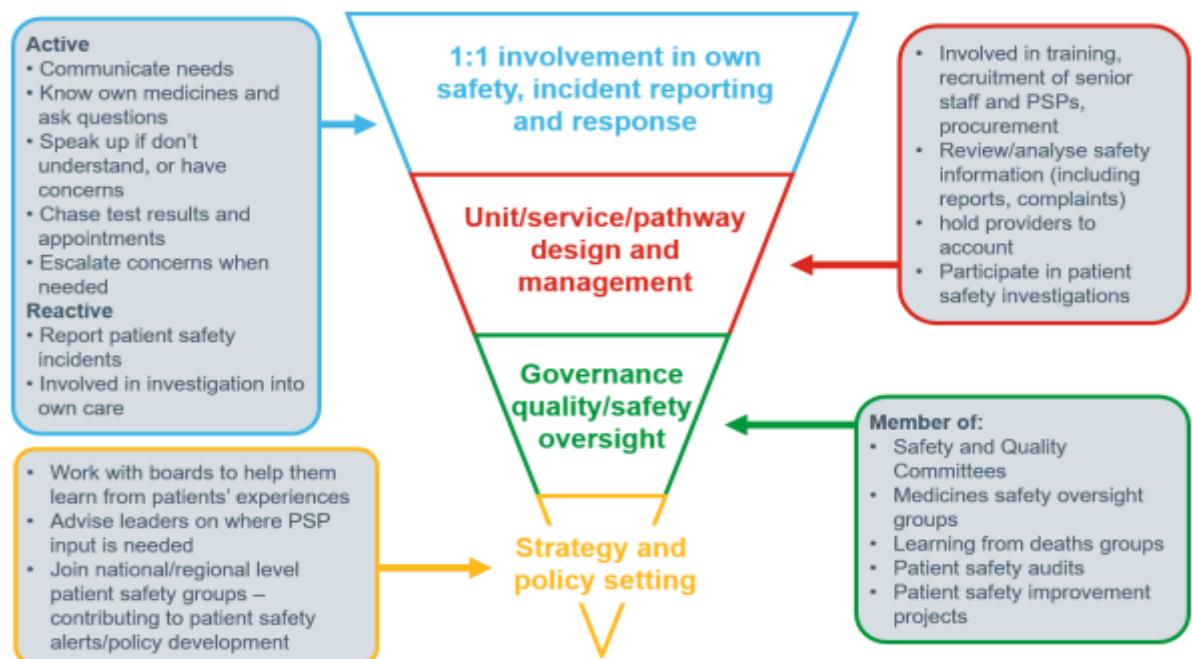 Active
• Communicate needs
• Know own medicines and
ask questions
• Speak up if don't
understand, or have
concerns
• Chase test results and
appointments
• Escalate concerns when
needed
Reactive
• Report patient safety
incidents
• Involved in investigation into
own care
1:1 involvement in own
safety, incident reporting
and response
• Involved in training,
recruitment of senior
staff and PSPs,
procurement
• Review/analyse safety
information (including
reports, complaints)
• hold providers to
account
• Participate in patient
safety investigations
Unit/service/pathway
design and
management
Governance
quality/safety
oversight
Member of:
• Safety and Quality
Committees
• Medicines safety oversight
groups
• Learning from deaths groups
• Patient safety audits
• Patient safety improvement
projects
• Work with boards to help them
learn from patients' experiences
• Advise leaders on where PSP
input is needed
• Join national/regional level
patient safety groups –
contributing to patient safety
alerts/policy development
Strategy and
policy setting